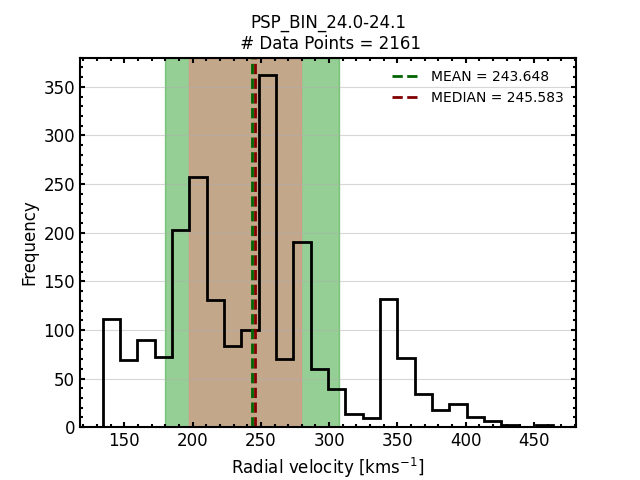 PSP_BIN_24.0-24.1
# Data Points = 2161
MEAN = 243.648
MEDIAN = 245.583
Frequency
350
300
250
200
150
100
50
0
150 200 250 300 350 400 450
Radial velocity [kms⁻¹]